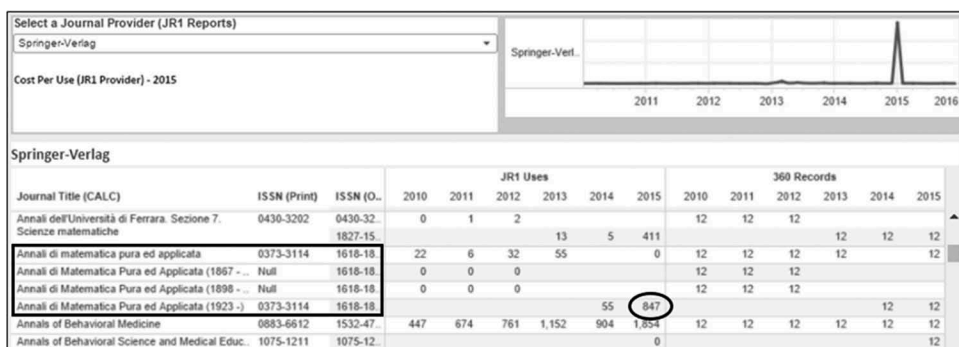 Select a Journal Provider (JR1 Reports)
Springer-Verlag
Cost Per Use (JR1 Provider) - 2015
Springer-Verl..
2011 2012 2013 2014 2015 2016
Springer-Verlag
JR1 Uses 360 Records
Journal Title (CALC) ISSN (Print) ISSN (O.. 2010 2011 2012 2013 2014 2015 2010 2011 2012 2013 2014 2015
Annali dell'Università di Ferrara. Sezione 7. 0430-3202 0430-32.. 0 1 2 12 12 12
Scienze matematiche 1827-15.. 13 5 411 12 12 12
Annali di matematica pura ed applicata 0373-3114 1618-18.. 22 6 32 55 0 12 12 12 12 12
Annali di Matematica Pura ed Applicata (1867 - .. Null 1618-18.. 0 0 0 12 12 12
Annali di Matematica Pura ed Applicata (1898 - .. Null 1618-18.. 0 0 0 12 12 12
Annali di Matematica Pura ed Applicata (1923 -) 0373-3114 1618-18.. 55 847 12 12
Annals of Behavioral Medicine 0883-6612 1532-47.. 447 674 761 1,152 904 1,854 12 12 12 12 12 12
Annals of Behavioral Science and Medical Educ.. 1075-1211 1075-12.. 0 12